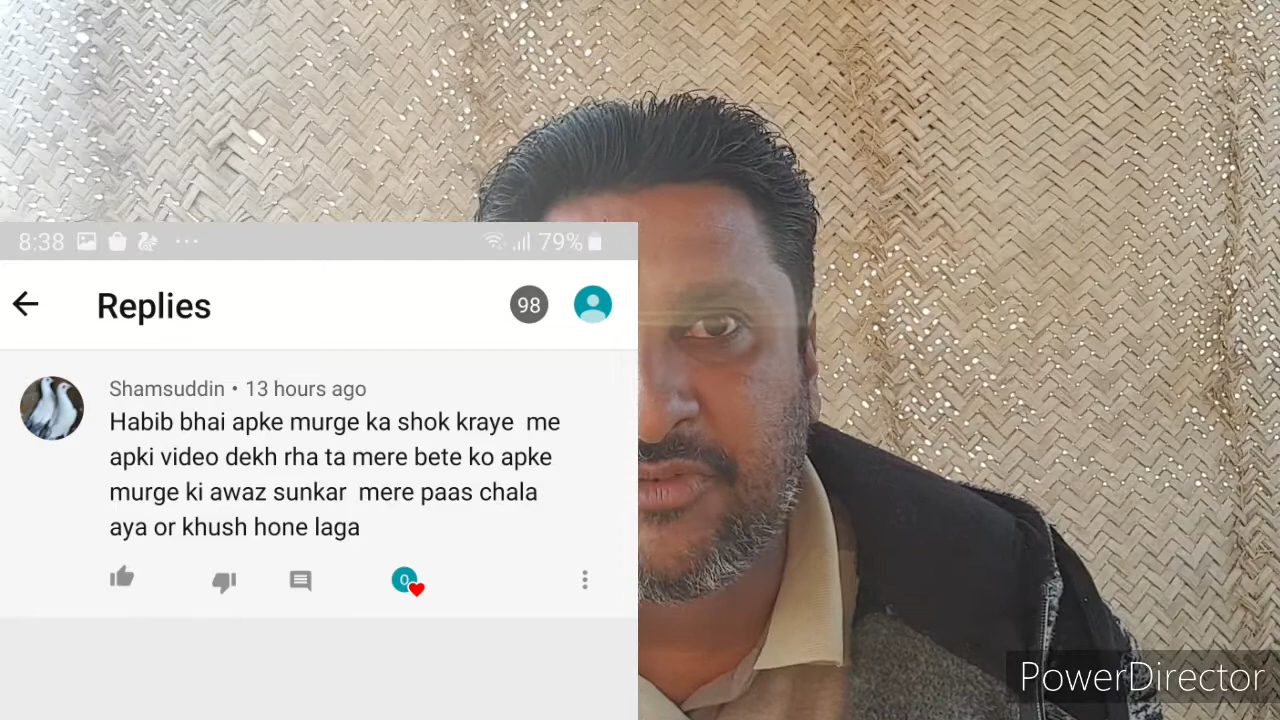 8:38 ... 79%
Replies 98
Shamsuddin • 13 hours ago
Habib bhai apke murge ka shok kraye me
apki video dekh rha ta mere bete ko apke
murge ki awaz sunkar mere paas chala
aya or khush hone laga
0
PowerDirector